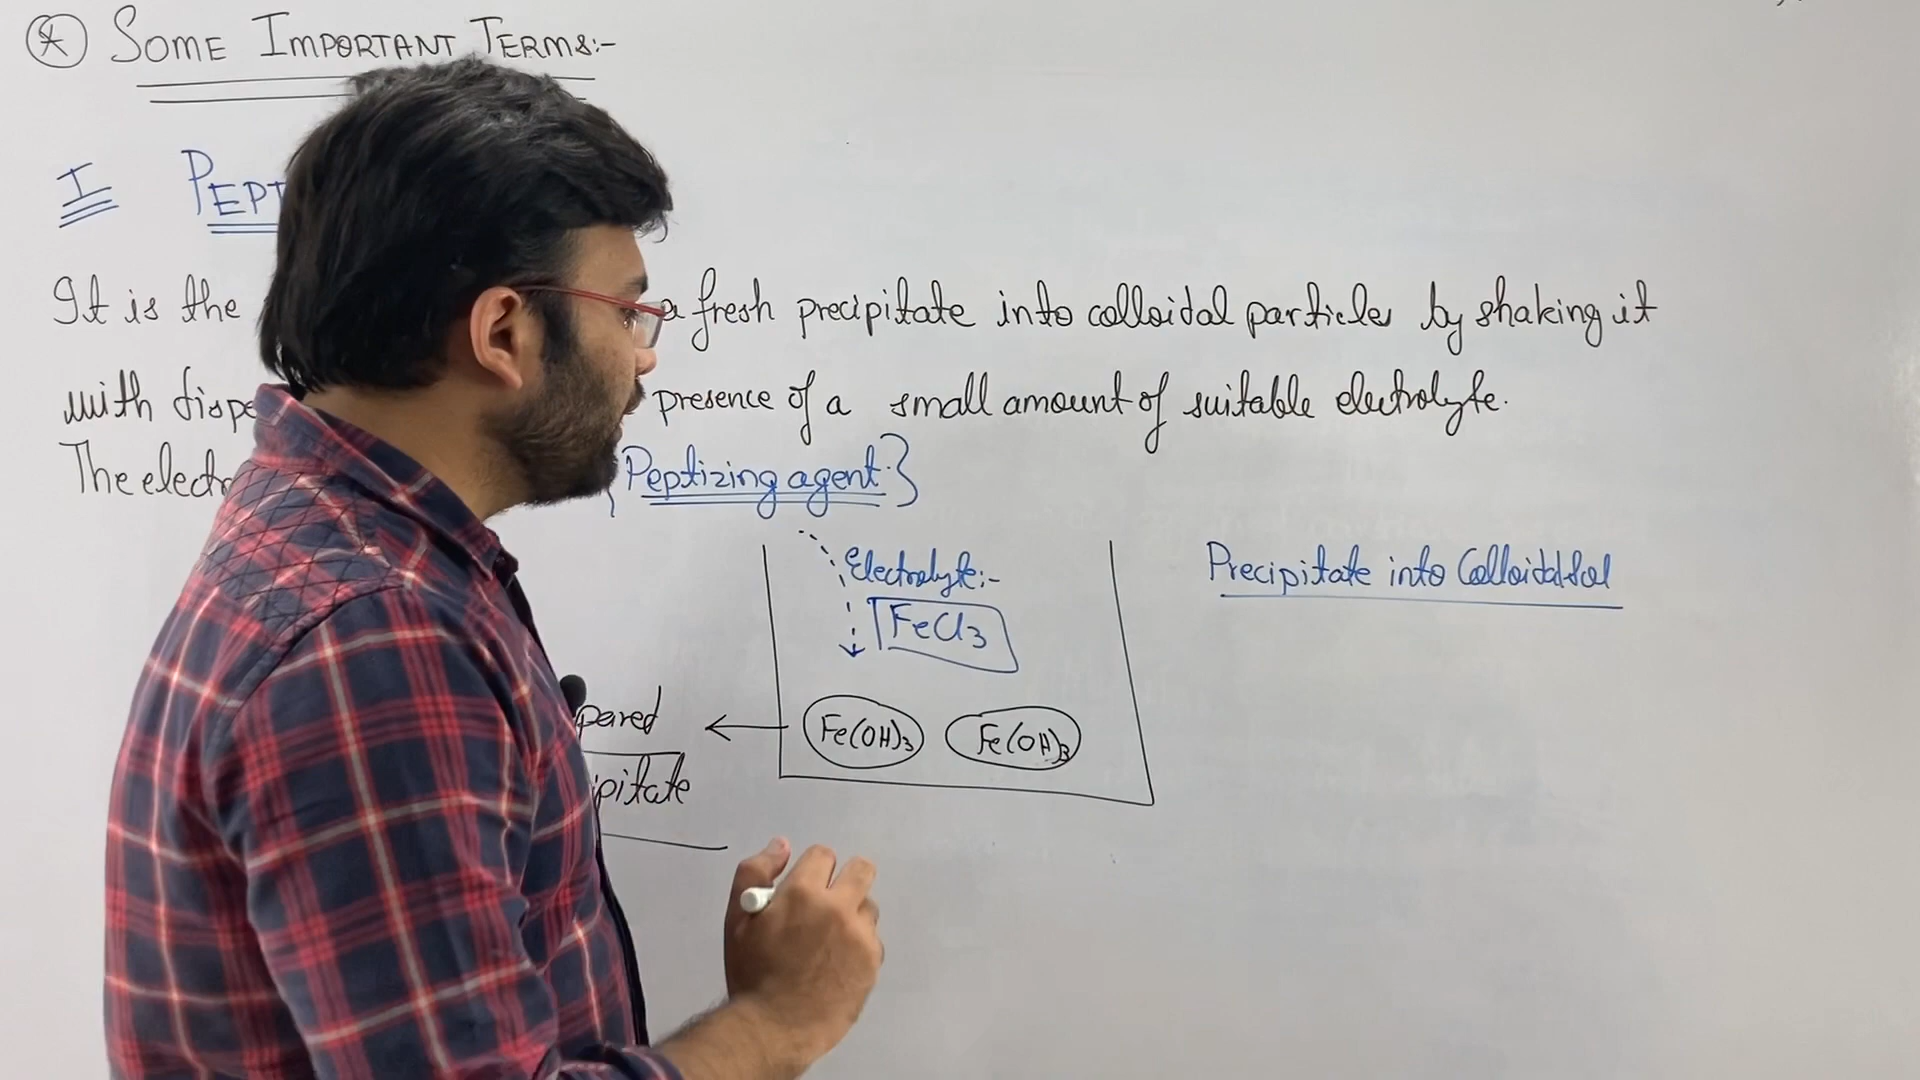 SOME IMPORTANT TERMS:-
I PEPT
It is the a fresh precipitate into colloidal particles by shaking it
with dispe presence of a small amount of suitable electrolyte.
The electr {Peptizing agent.}
Electrolyte:-
Precipitate into Colloidal Sol
FeCl3
pared
Fe(OH)3 Fe(OH)3
ipitate